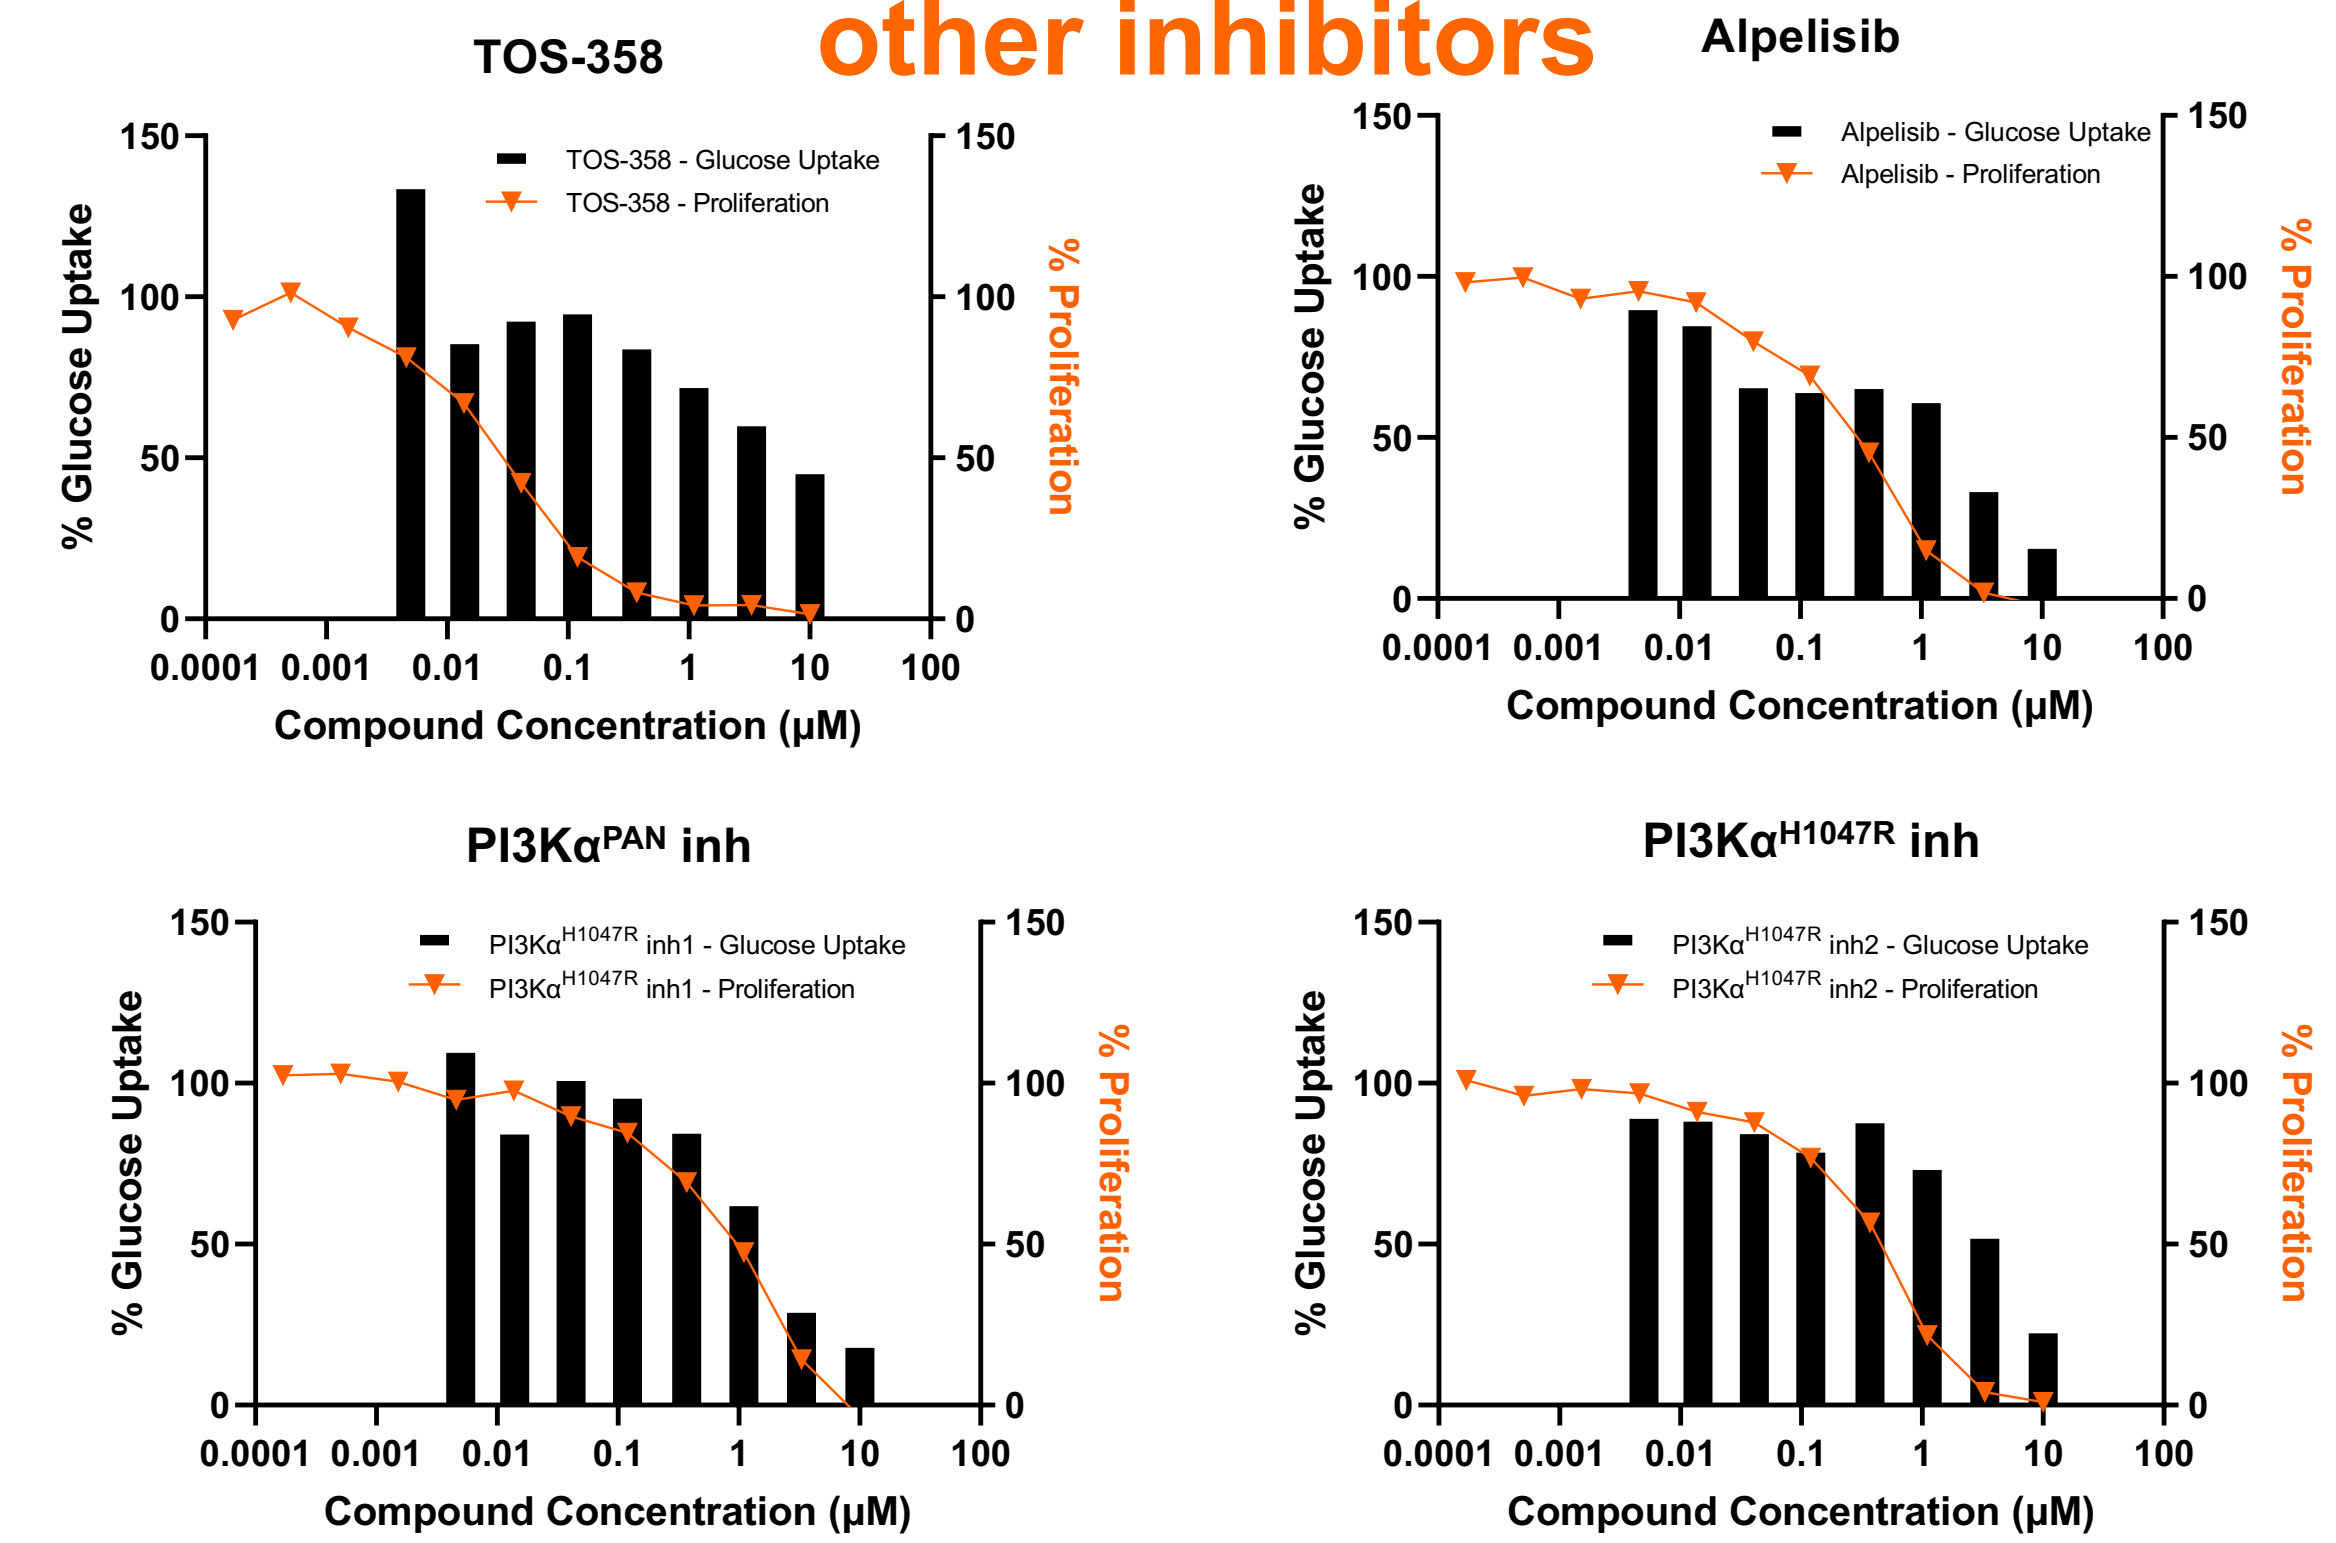 other inhibitors
TOS-358
150
100
50
0
% Glucose Uptake
TOS-358 - Glucose Uptake
TOS-358 - Proliferation
150
100
50
0
% Proliferation
0.0001 0.001 0.01 0.1 1 10 100
Compound Concentration (μM)
Alpelisib
150
100
50
0
% Glucose Uptake
Alpelisib - Glucose Uptake
Alpelisib - Proliferation
150
100
50
0
% Proliferation
0.0001 0.001 0.01 0.1 1 10 100
Compound Concentration (μM)
PI3Kα^PAN inh
150
100
50
0
% Glucose Uptake
PI3Kα^H1047R inh1 - Glucose Uptake
PI3Kα^H1047R inh1 - Proliferation
150
100
50
0
% Proliferation
0.0001 0.001 0.01 0.1 1 10 100
Compound Concentration (μM)
PI3Kα^H1047R inh
150
100
50
0
% Glucose Uptake
PI3Kα^H1047R inh2 - Glucose Uptake
PI3Kα^H1047R inh2 - Proliferation
150
100
50
0
% Proliferation
0.0001 0.001 0.01 0.1 1 10 100
Compound Concentration (μM)